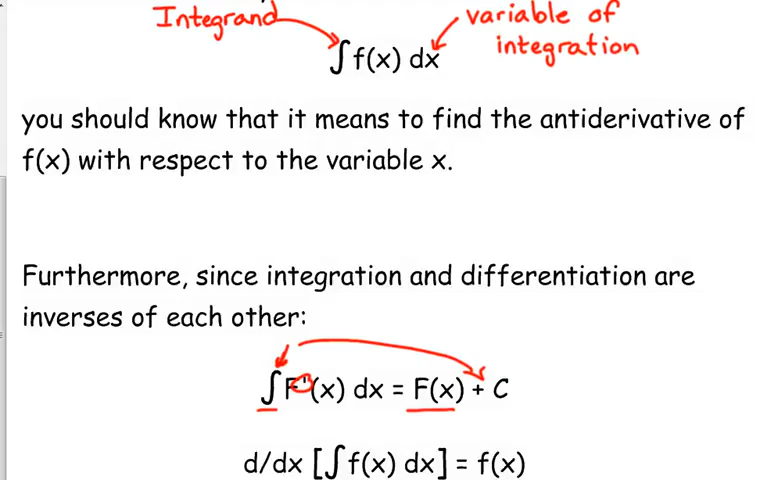 Integrand
variable of
integration
∫f(x) dx
you should know that it means to find the antiderivative of
f(x) with respect to the variable x.
Furthermore, since integration and differentiation are
inverses of each other:
∫F'(x) dx = F(x) + C
d/dx [∫f(x) dx] = f(x)